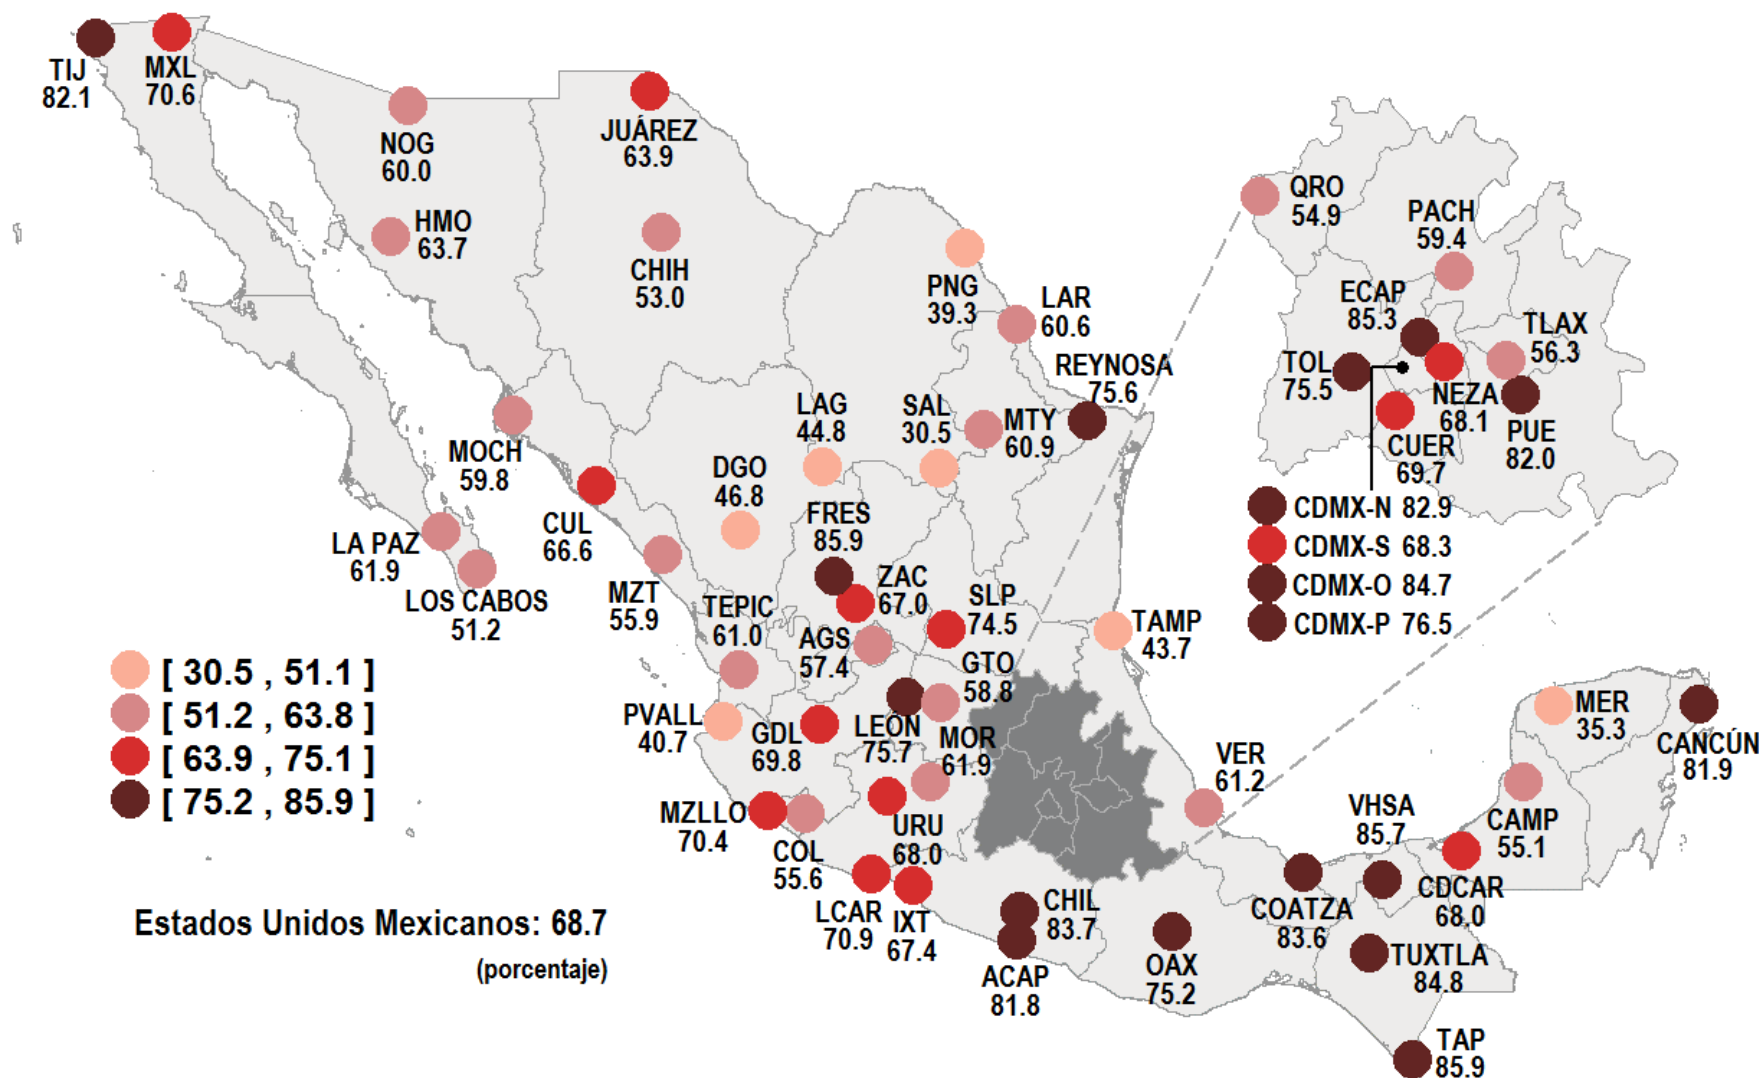 TIJ
82.1
MXL
70.6
NOG
60.0
HMO
63.7
JUÁREZ
63.9
CHIH
53.0
PNG
39.3
LAR
60.6
REYNOSA
75.6
LAG
44.8
SAL
30.5
MTY
60.9
DGO
46.8
MOCH
59.8
CUL
66.6
LA PAZ
61.9
LOS CABOS
51.2
MZT
55.9
FRES
85.9
ZAC
67.0
SLP
74.5
TAMP
43.7
TEPIC
61.0
AGS
57.4
GTO
58.8
PVALL
40.7
GDL
69.8
LEÓN
75.7
MOR
61.9
MZLLO
70.4
COL
55.6
URU
68.0
LCAR
70.9
IXT
67.4
CHIL
83.7
ACAP
81.8
OAX
75.2
VER
61.2
COATZA
83.6
VHSA
85.7
CDCAR
68.0
TUXTLA
84.8
TAP
85.9
CAMP
55.1
MER
35.3
CANCÚN
81.9
QRO
54.9
PACH
59.4
ECAP
85.3
TLAX
56.3
TOL
75.5
NEZA
68.1
CUER
69.7
PUE
82.0
CDMX-N 82.9
CDMX-S 68.3
CDMX-O 84.7
CDMX-P 76.5
[ 30.5 , 51.1 ]
[ 51.2 , 63.8 ]
[ 63.9 , 75.1 ]
[ 75.2 , 85.9 ]
Estados Unidos Mexicanos: 68.7
(porcentaje)